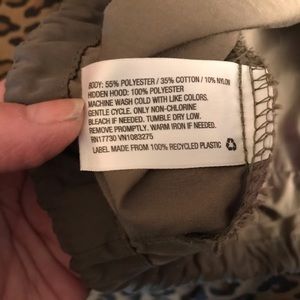 BODY: 55% POLYESTER / 35% COTTON / 10% NYLON
HIDDEN HOOD: 100% POLYESTER
MACHINE WASH COLD WITH LIKE COLORS.
GENTLE CYCLE. ONLY NON-CHLORINE
BLEACH IF NEEDED. TUMBLE DRY LOW.
REMOVE PROMPTLY. WARM IRON IF NEEDED.
RN17730 VN1083275
LABEL MADE FROM 100% RECYCLED PLASTIC